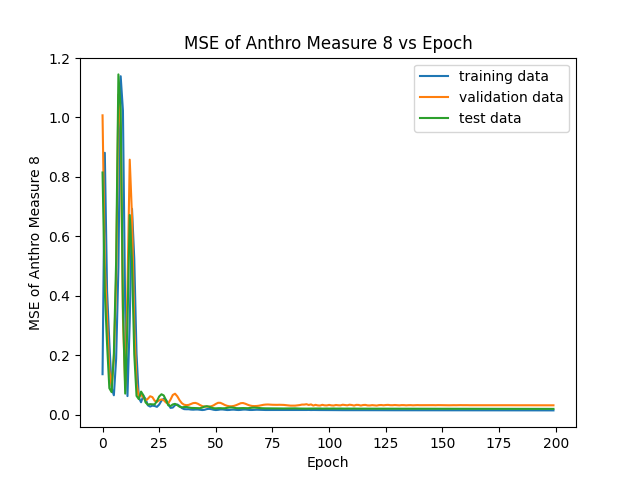 MSE of Anthro Measure 8 vs Epoch
training data
validation data
test data
MSE of Anthro Measure 8
1.2
1.0
0.8
0.6
0.4
0.2
0.0
0
25
50
75
100
125
150
175
200
Epoch